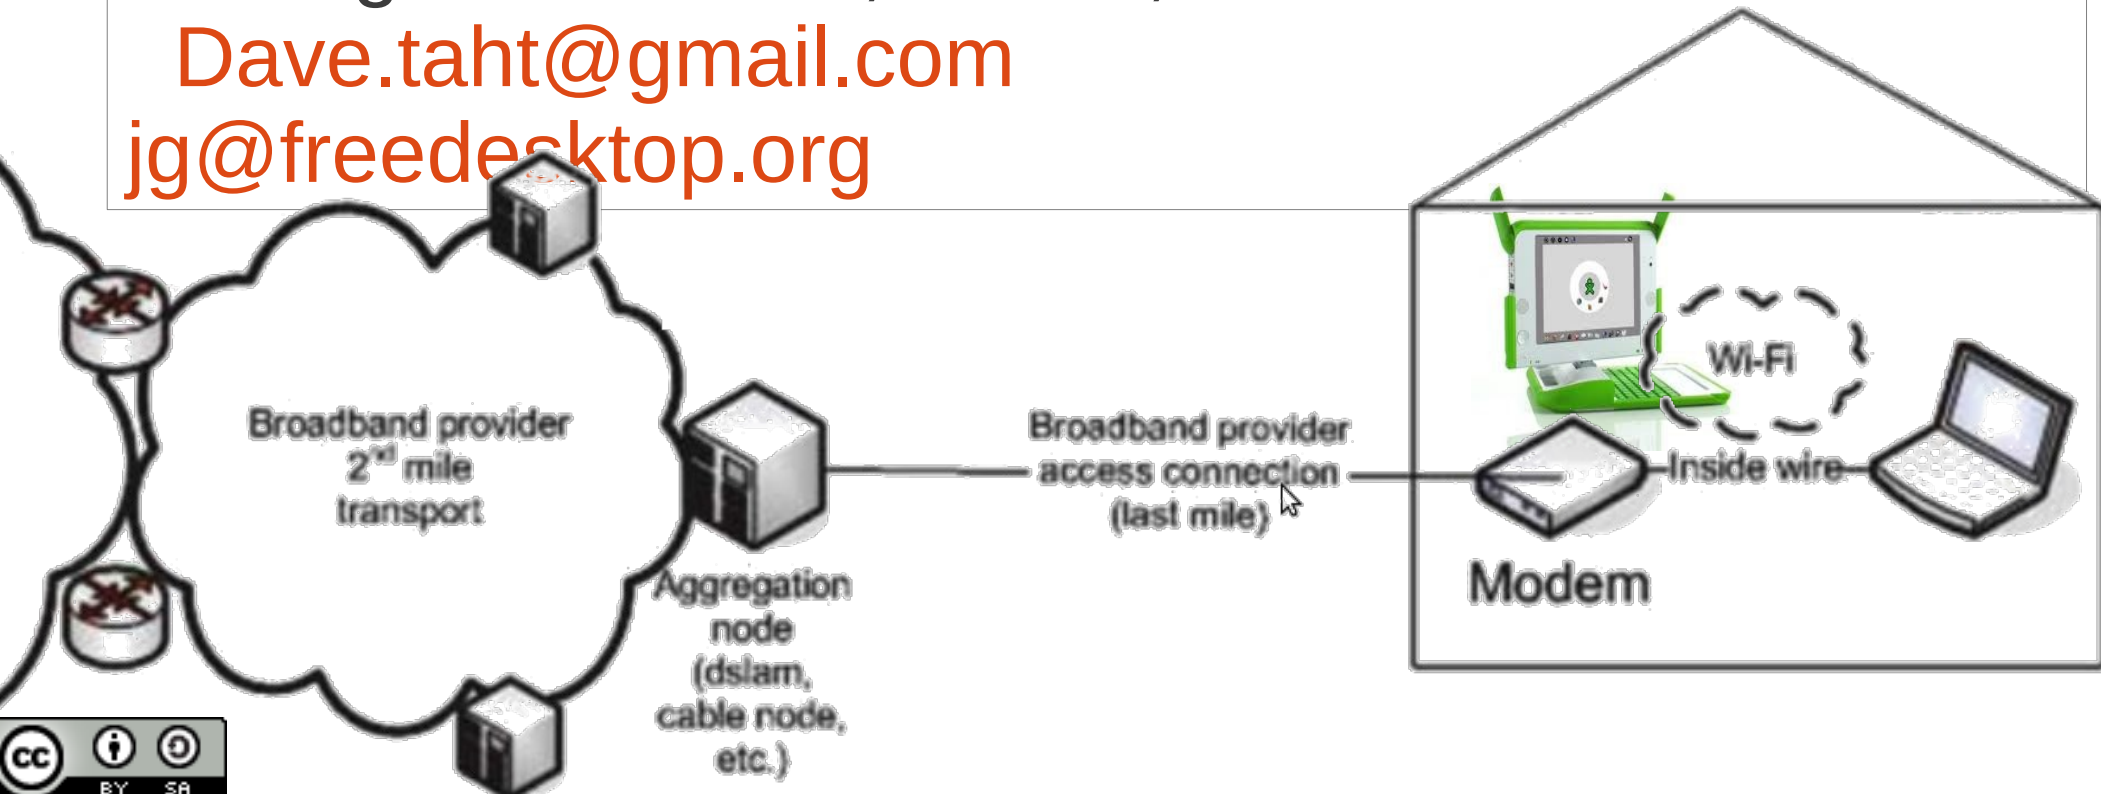 Dave.taht@gmail.com
jg@freedesktop.org
Broadband provider
2nd mile
transport
Aggregation
node
(dslam,
cable node,
etc.)
Broadband provider
access connection
(last mile)
Wi-Fi
Inside wire
Modem
cc
BY SA